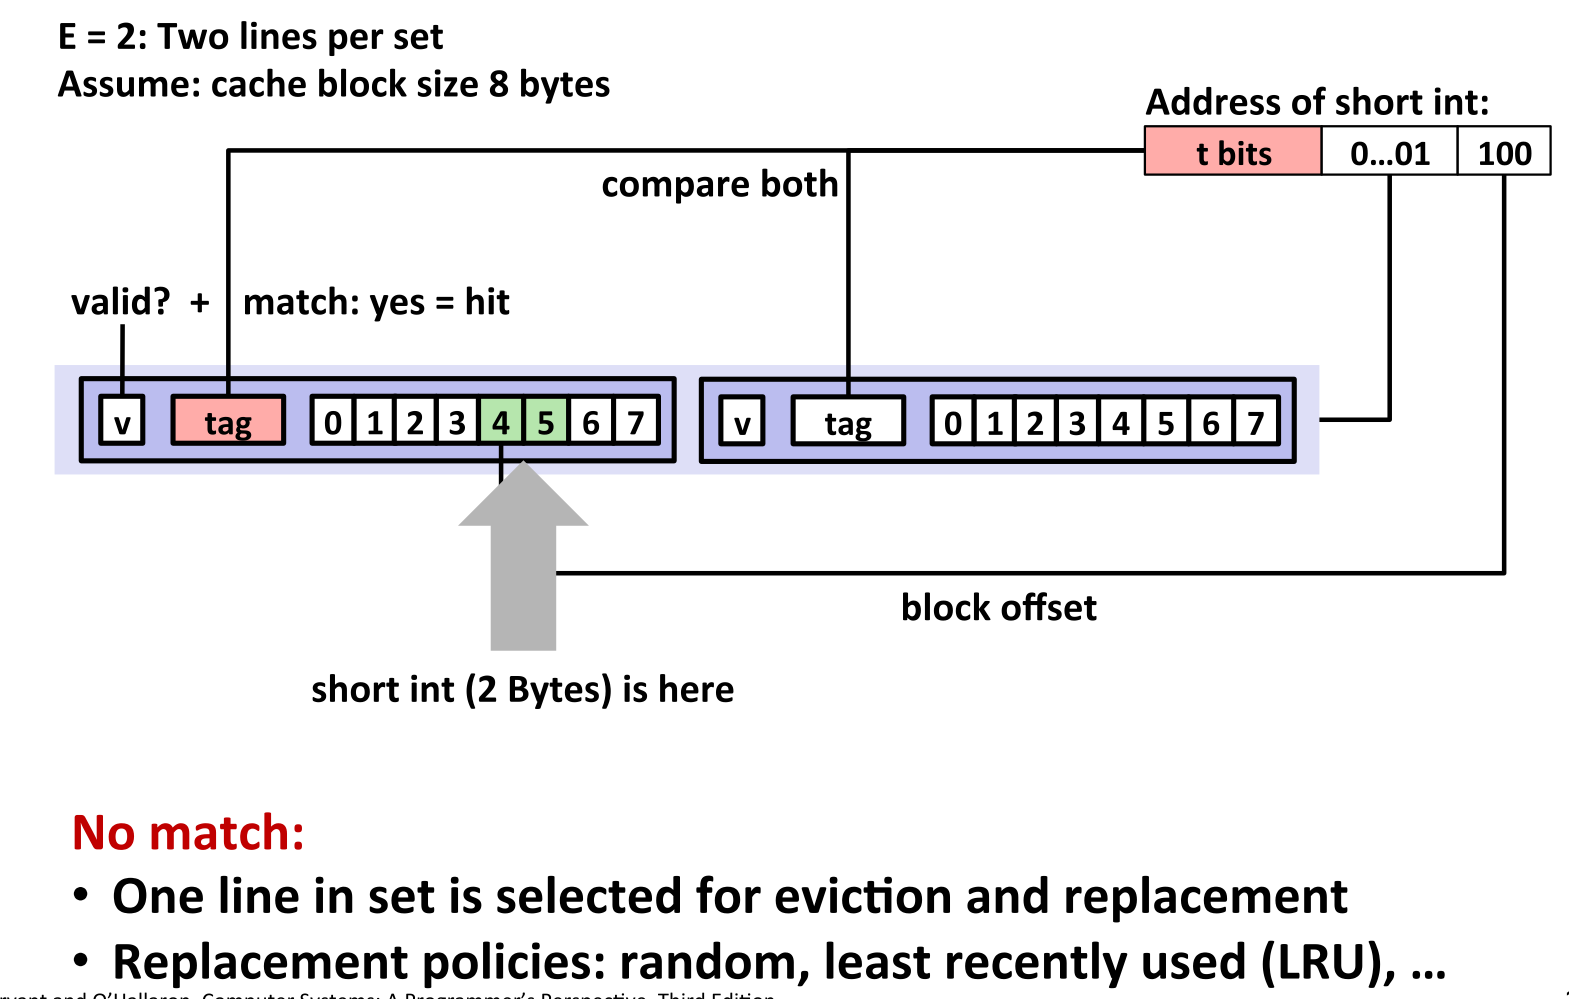 E = 2: Two lines per set
Assume: cache block size 8 bytes
Address of short int:
t bits 0…01 100
compare both
valid? + match: yes = hit
v tag 0 1 2 3 4 5 6 7 v tag 0 1 2 3 4 5 6 7
block offset
short int (2 Bytes) is here
No match:
• One line in set is selected for eviction and replacement
• Replacement policies: random, least recently used (LRU), …
and O'Hallaron, Computer Systems: A Programmer's Perspective, Third Edition